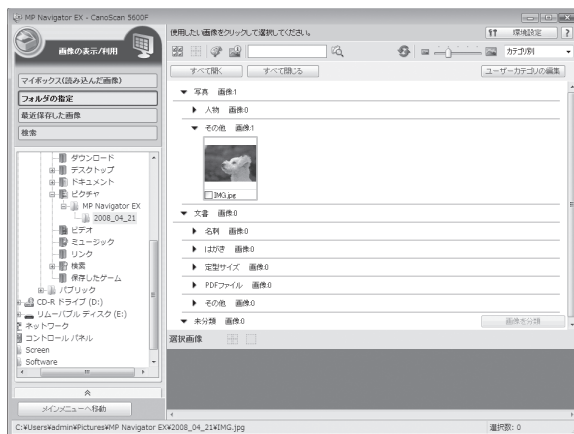 MP Navigator EX - CanoScan 5600F
画像の表示/利用
使用したい画像をクリックして選択してください。
環境設定
?
カテゴリ別
すべて開く
すべて閉じる
ユーザーカテゴリの編集
マイボックス(読み込んだ画像)
フォルダの指定
最近保存した画像
検索
ダウンロード
デスクトップ
ドキュメント
ピクチャ
MP Navigator EX
2008_04_21
ビデオ
ミュージック
リンク
検索
保存したゲーム
パブリック
CD-R ドライブ (D:)
リムーバブル ディスク (E:)
ネットワーク
コントロール パネル
Screen
Software
メインメニューへ移動
▼ 写真 画像:1
▶ 人物 画像:0
▼ その他 画像:1
IMG.jpg
▼ 文書 画像:0
▶ 名刺 画像:0
▶ はがき 画像:0
▶ 定型サイズ 画像:0
▶ PDFファイル 画像:0
▶ その他 画像:0
▼ 未分類 画像:0
画像を分類
選択画像
C:¥Users¥admin¥Pictures¥MP Navigator EX¥2008_04_21¥IMG.jpg
選択数: 0